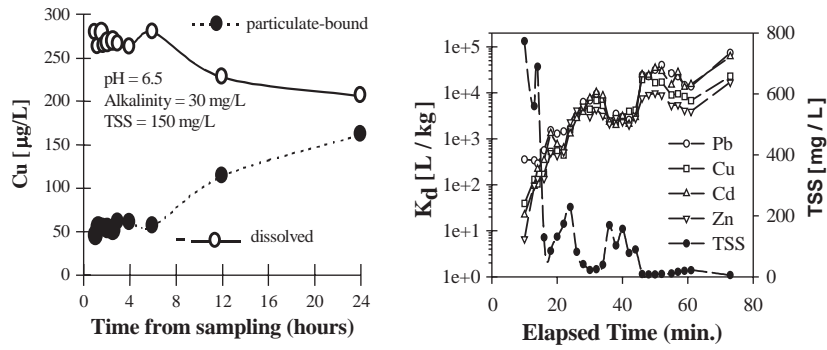 particulate-bound
300
250
200
150
100
50
0
Cu [ µg/L ]
pH = 6.5
Alkalinity = 30 mg/L
TSS = 150 mg/L
dissolved
0 4 8 12 16 20 24
Time from sampling (hours)
1e+5
1e+4
1e+3
1e+2
1e+1
1e+0
Kd [ L / kg ]
Pb
Cu
Cd
Zn
TSS
800
600
400
200
0
TSS [ mg / L ]
0 20 40 60 80
Elapsed Time (min.)